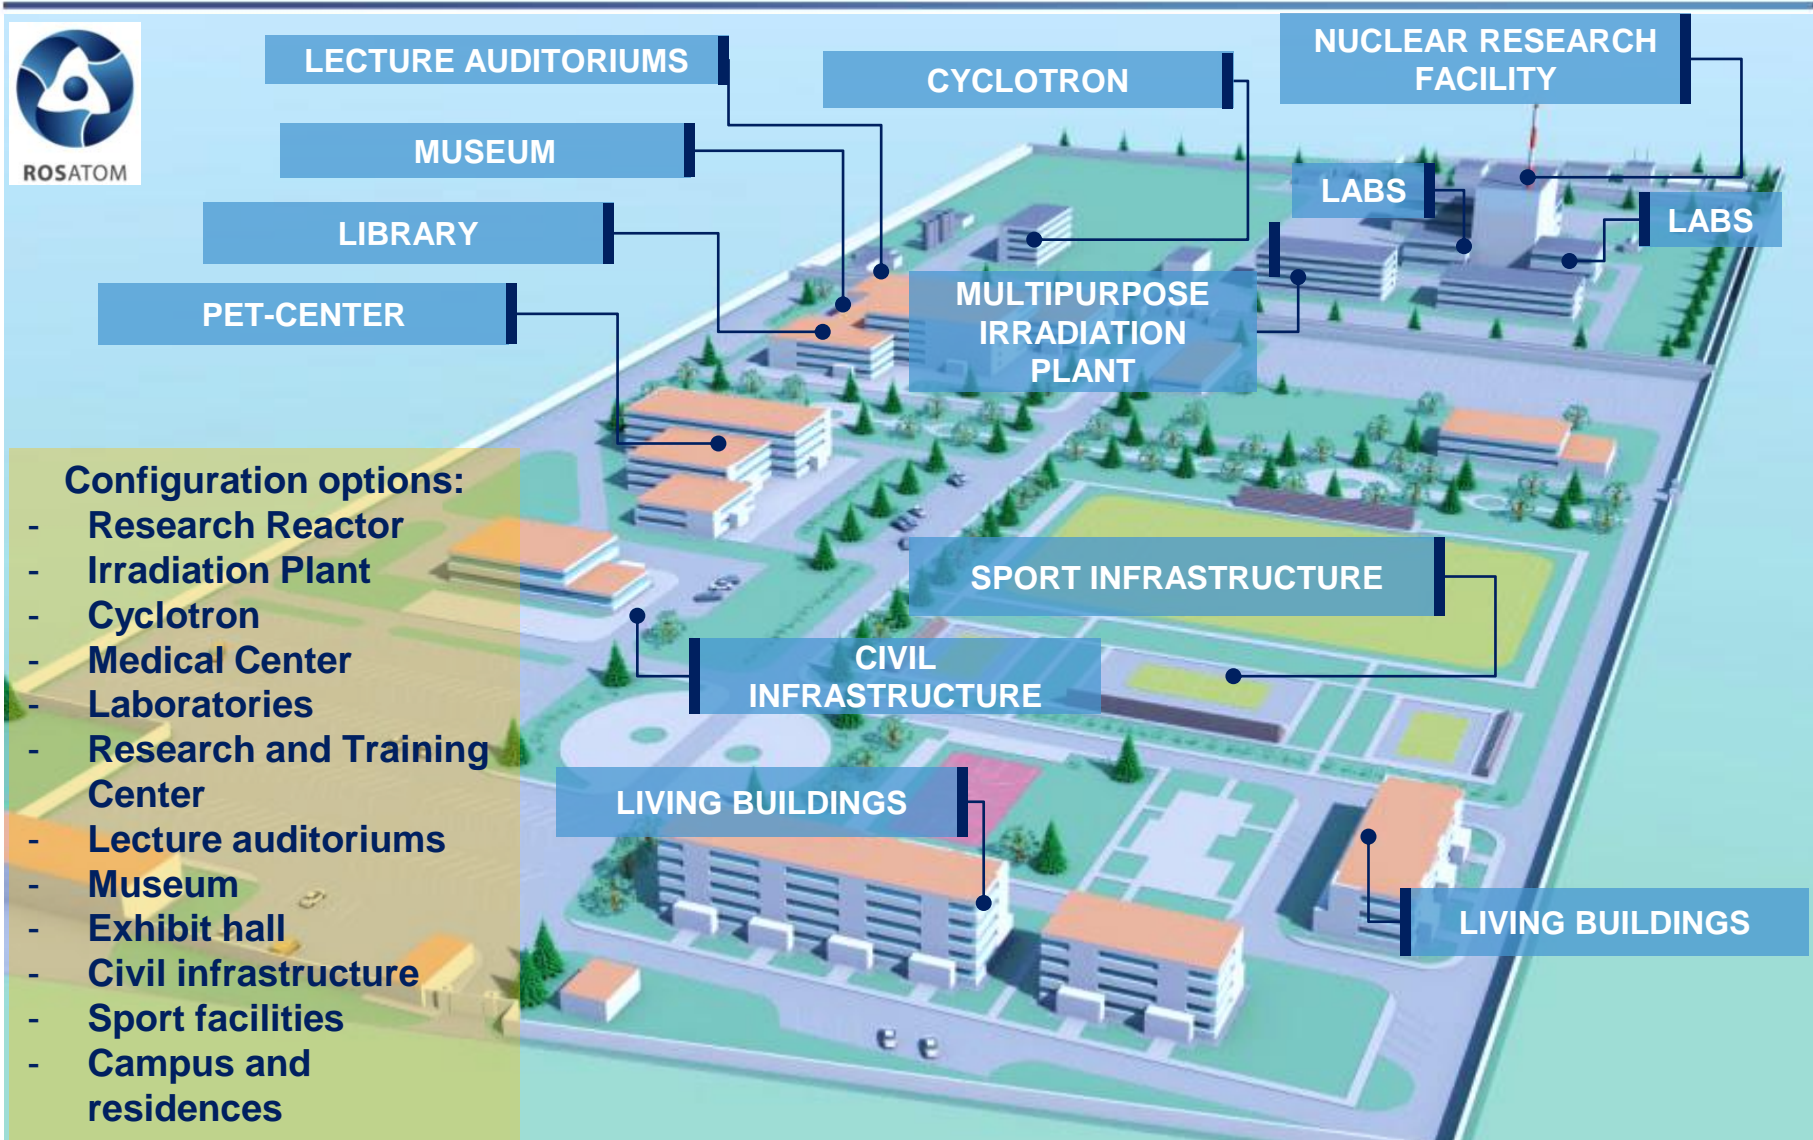 ROSATOM
LECTURE AUDITORIUMS
CYCLOTRON
NUCLEAR RESEARCH
FACILITY
MUSEUM
LABS
LABS
LIBRARY
PET-CENTER
MULTIPURPOSE
IRRADIATION
PLANT
Configuration options:
- Research Reactor
- Irradiation Plant
- Cyclotron
- Medical Center
- Laboratories
- Research and Training
Center
- Lecture auditoriums
- Museum
- Exhibit hall
- Civil infrastructure
- Sport facilities
- Campus and
residences
SPORT INFRASTRUCTURE
CIVIL
INFRASTRUCTURE
LIVING BUILDINGS
LIVING BUILDINGS